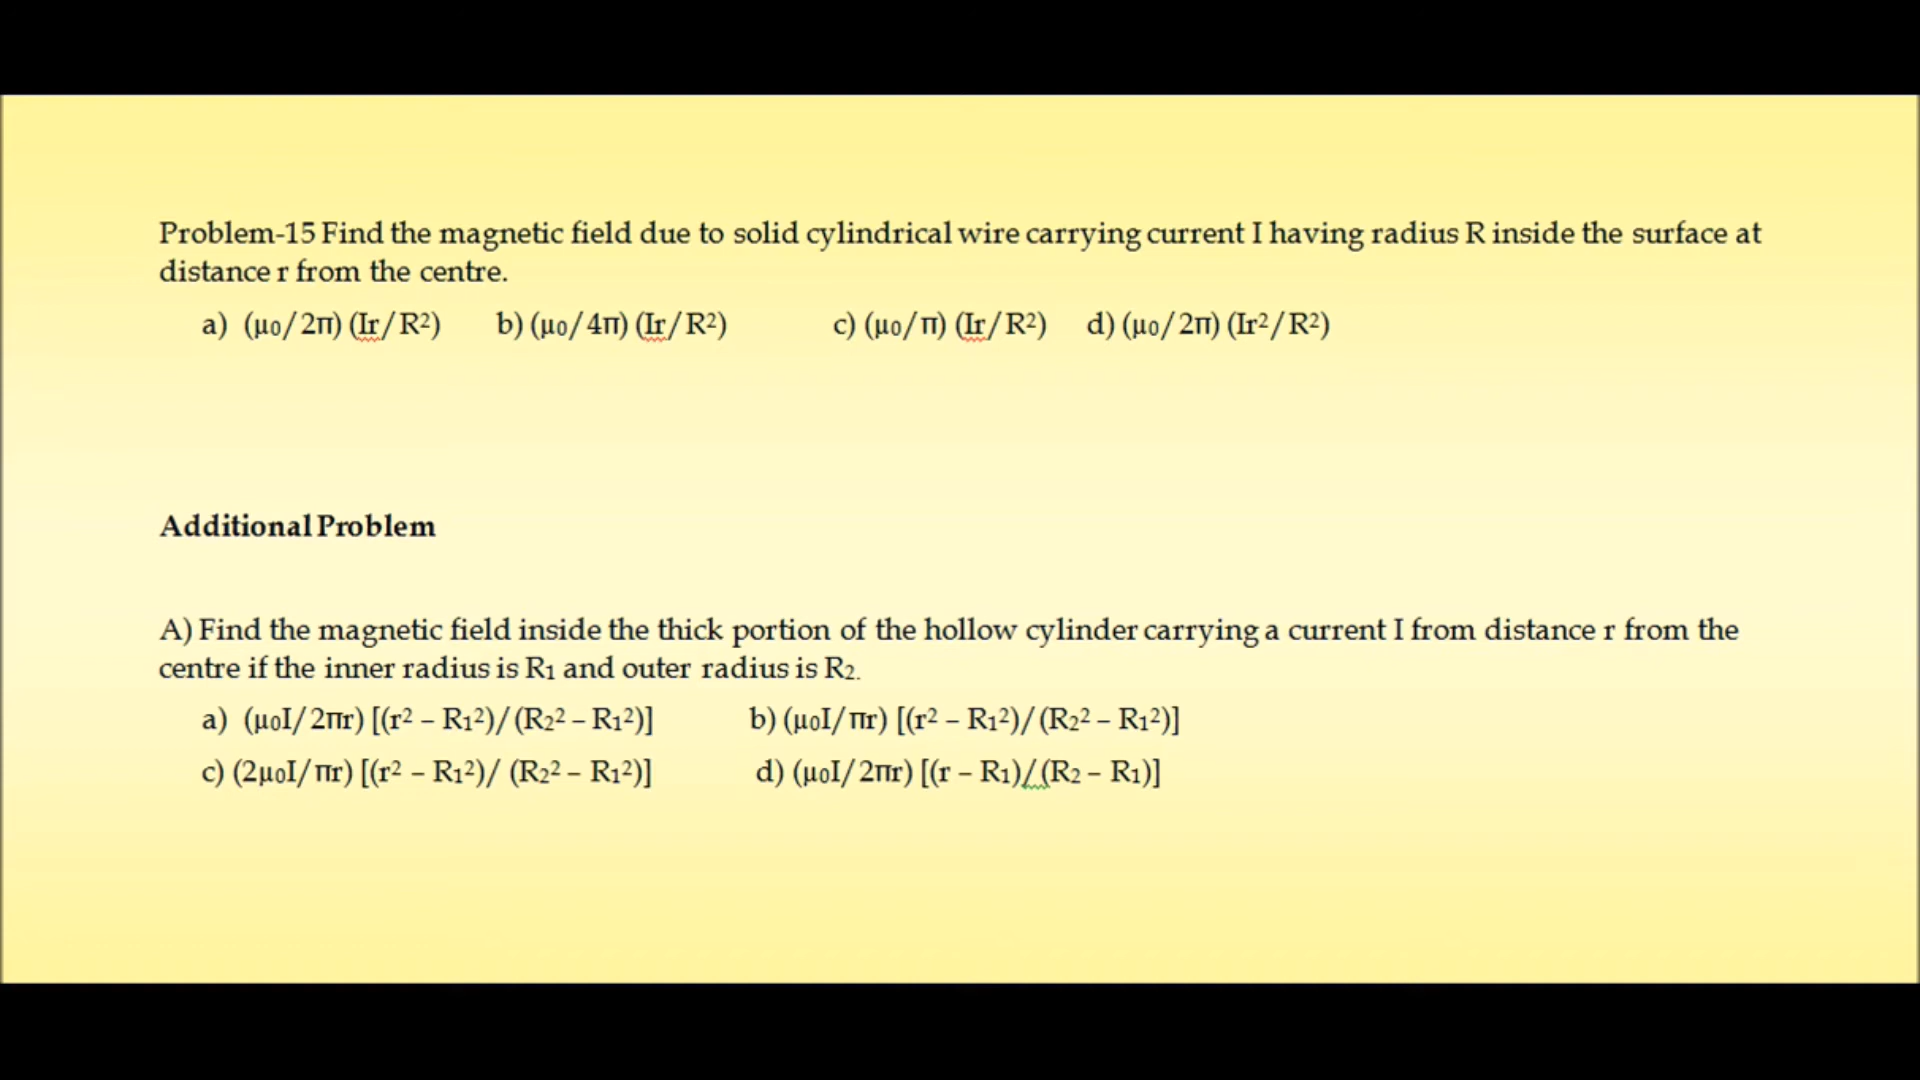 Problem-15 Find the magnetic field due to solid cylindrical wire carrying current I having radius R inside the surface at
distance r from the centre.
a) (μ₀/2π) (Ir/R²) b) (μ₀/4π) (Ir/R²) c) (μ₀/π) (Ir/R²) d) (μ₀/2π) (Ir²/R²)
Additional Problem
A) Find the magnetic field inside the thick portion of the hollow cylinder carrying a current I from distance r from the
centre if the inner radius is R₁ and outer radius is R₂.
a) (μ₀I/2πr) [(r² – R₁²)/(R₂² – R₁²)] b) (μ₀I/πr) [(r² – R₁²)/(R₂² – R₁²)]
c) (2μ₀I/πr) [(r² – R₁²)/ (R₂² – R₁²)] d) (μ₀I/2πr) [(r – R₁)/(R₂ – R₁)]